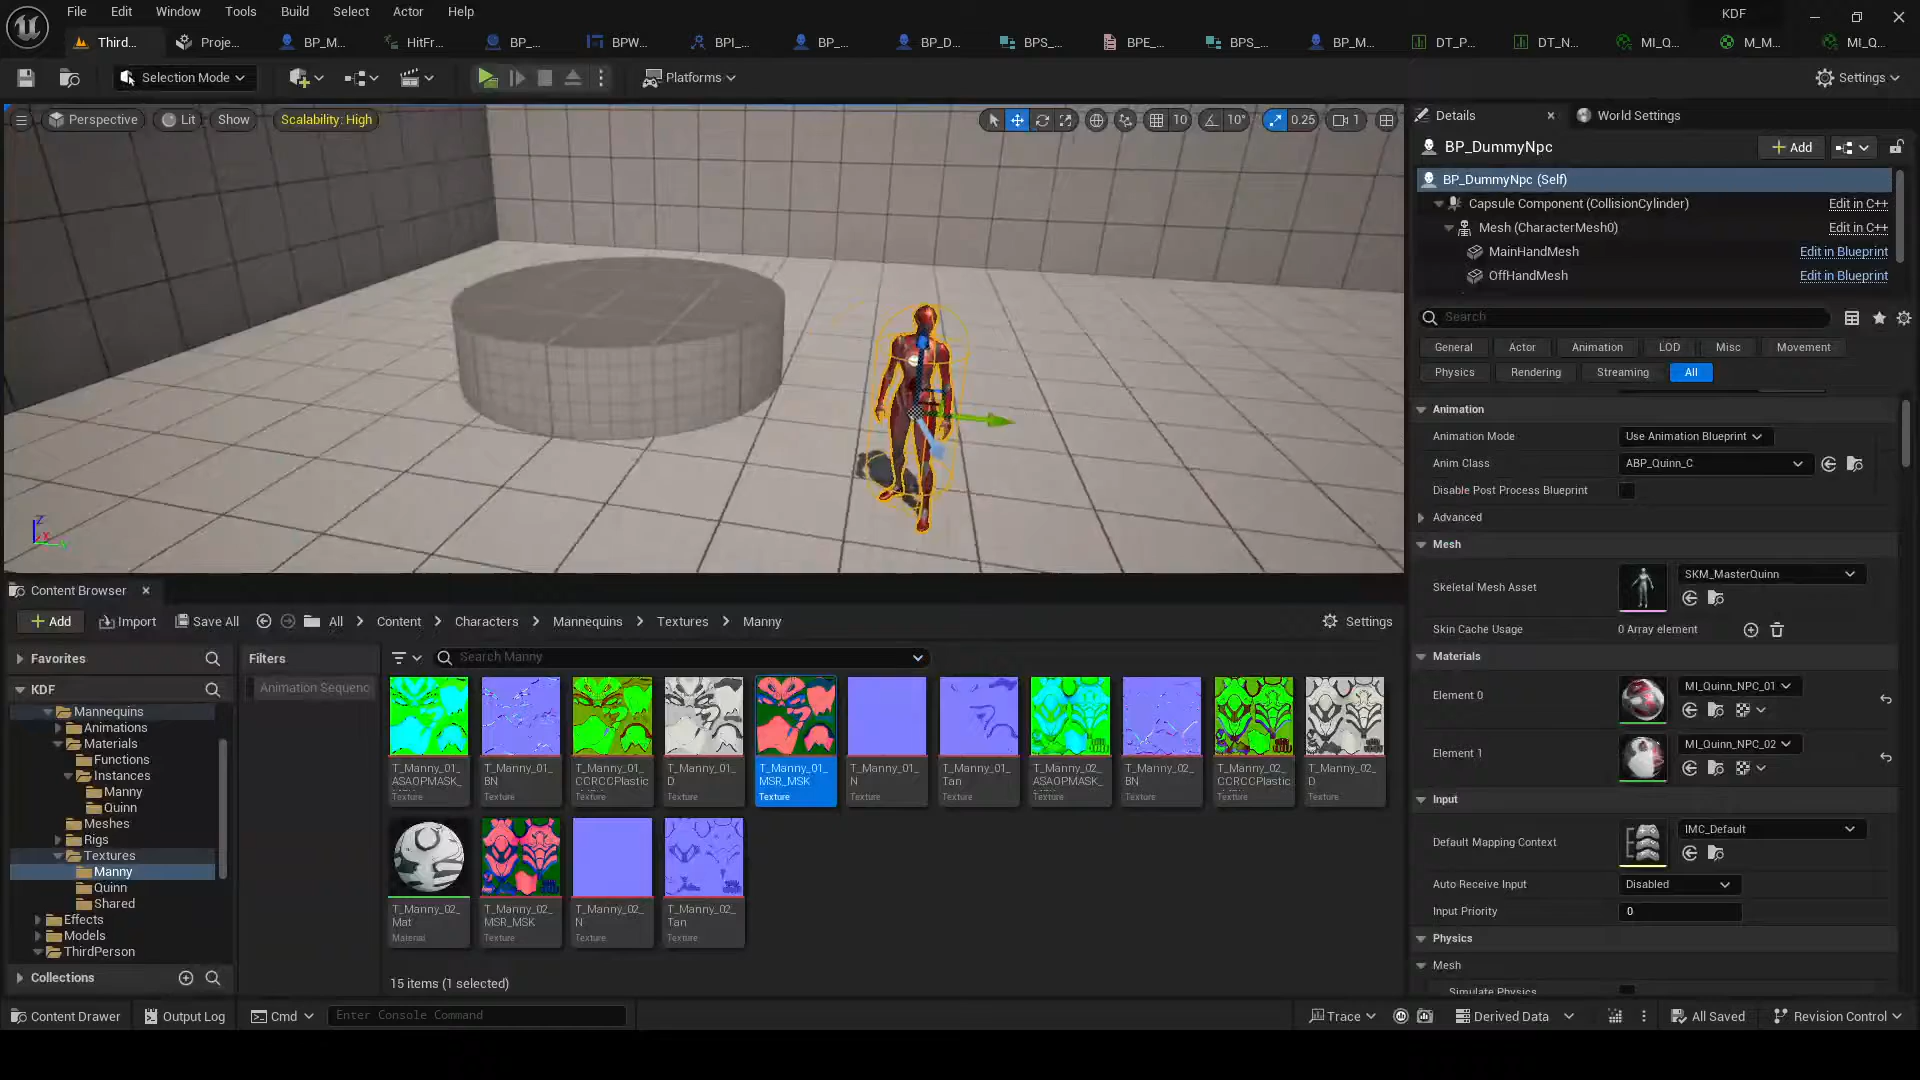 File Edit Window Tools Build Select Actor Help
KDF
Third... Proje... BP_M... HitFr... BP_... BPW... BPI_... BP_... BP_D... BPS_... BPE_... BPS_... BP_M... DT_P... DT_N... MI_Q... M_M... MI_Q...
Selection Mode Platforms Settings
Perspective Lit Show Scalability: High 10 10° 0.25 1
Details World Settings
BP_DummyNpc Add
BP_DummyNpc (Self)
Capsule Component (CollisionCylinder) Edit in C++
Mesh (CharacterMesh0) Edit in C++
MainHandMesh Edit in Blueprint
OffHandMesh Edit in Blueprint
Search
General Actor Animation LOD Misc Movement
Physics Rendering Streaming All
Animation
Animation Mode Use Animation Blueprint
Anim Class ABP_Quinn_C
Disable Post Process Blueprint
Advanced
Mesh
Skeletal Mesh Asset SKM_MasterQuinn
Skin Cache Usage 0 Array element
Materials
Element 0 MI_Quinn_NPC_01
Element 1 MI_Quinn_NPC_02
Input
Default Mapping Context IMC_Default
Auto Receive Input Disabled
Input Priority 0
Physics
Mesh
Simulate Physics
Content Browser
Add Import Save All All Content Characters Mannequins Textures Manny Settings
Favorites
KDF
Mannequins
Animations
Materials
Functions
Instances
Manny
Quinn
Meshes
Rigs
Textures
Manny
Quinn
Shared
Effects
Models
ThirdPerson
Collections
Filters
Animation Sequenc
Search Manny
T_Manny_01_ASAOPMASK_ Texture
T_Manny_01_BN Texture
T_Manny_01_CCRCCPlastic Texture
T_Manny_01_D Texture
T_Manny_01_MSR_MSK Texture
T_Manny_01_N Texture
T_Manny_01_Tan Texture
T_Manny_02_ASAOPMASK_ Texture
T_Manny_02_BN Texture
T_Manny_02_CCRCCPlastic Texture
T_Manny_02_D Texture
T_Manny_02_Mat Material
T_Manny_02_MSR_MSK Texture
T_Manny_02_N Texture
T_Manny_02_Tan Texture
15 items (1 selected)
Content Drawer Output Log Cmd Enter Console Command Trace Derived Data All Saved Revision Control